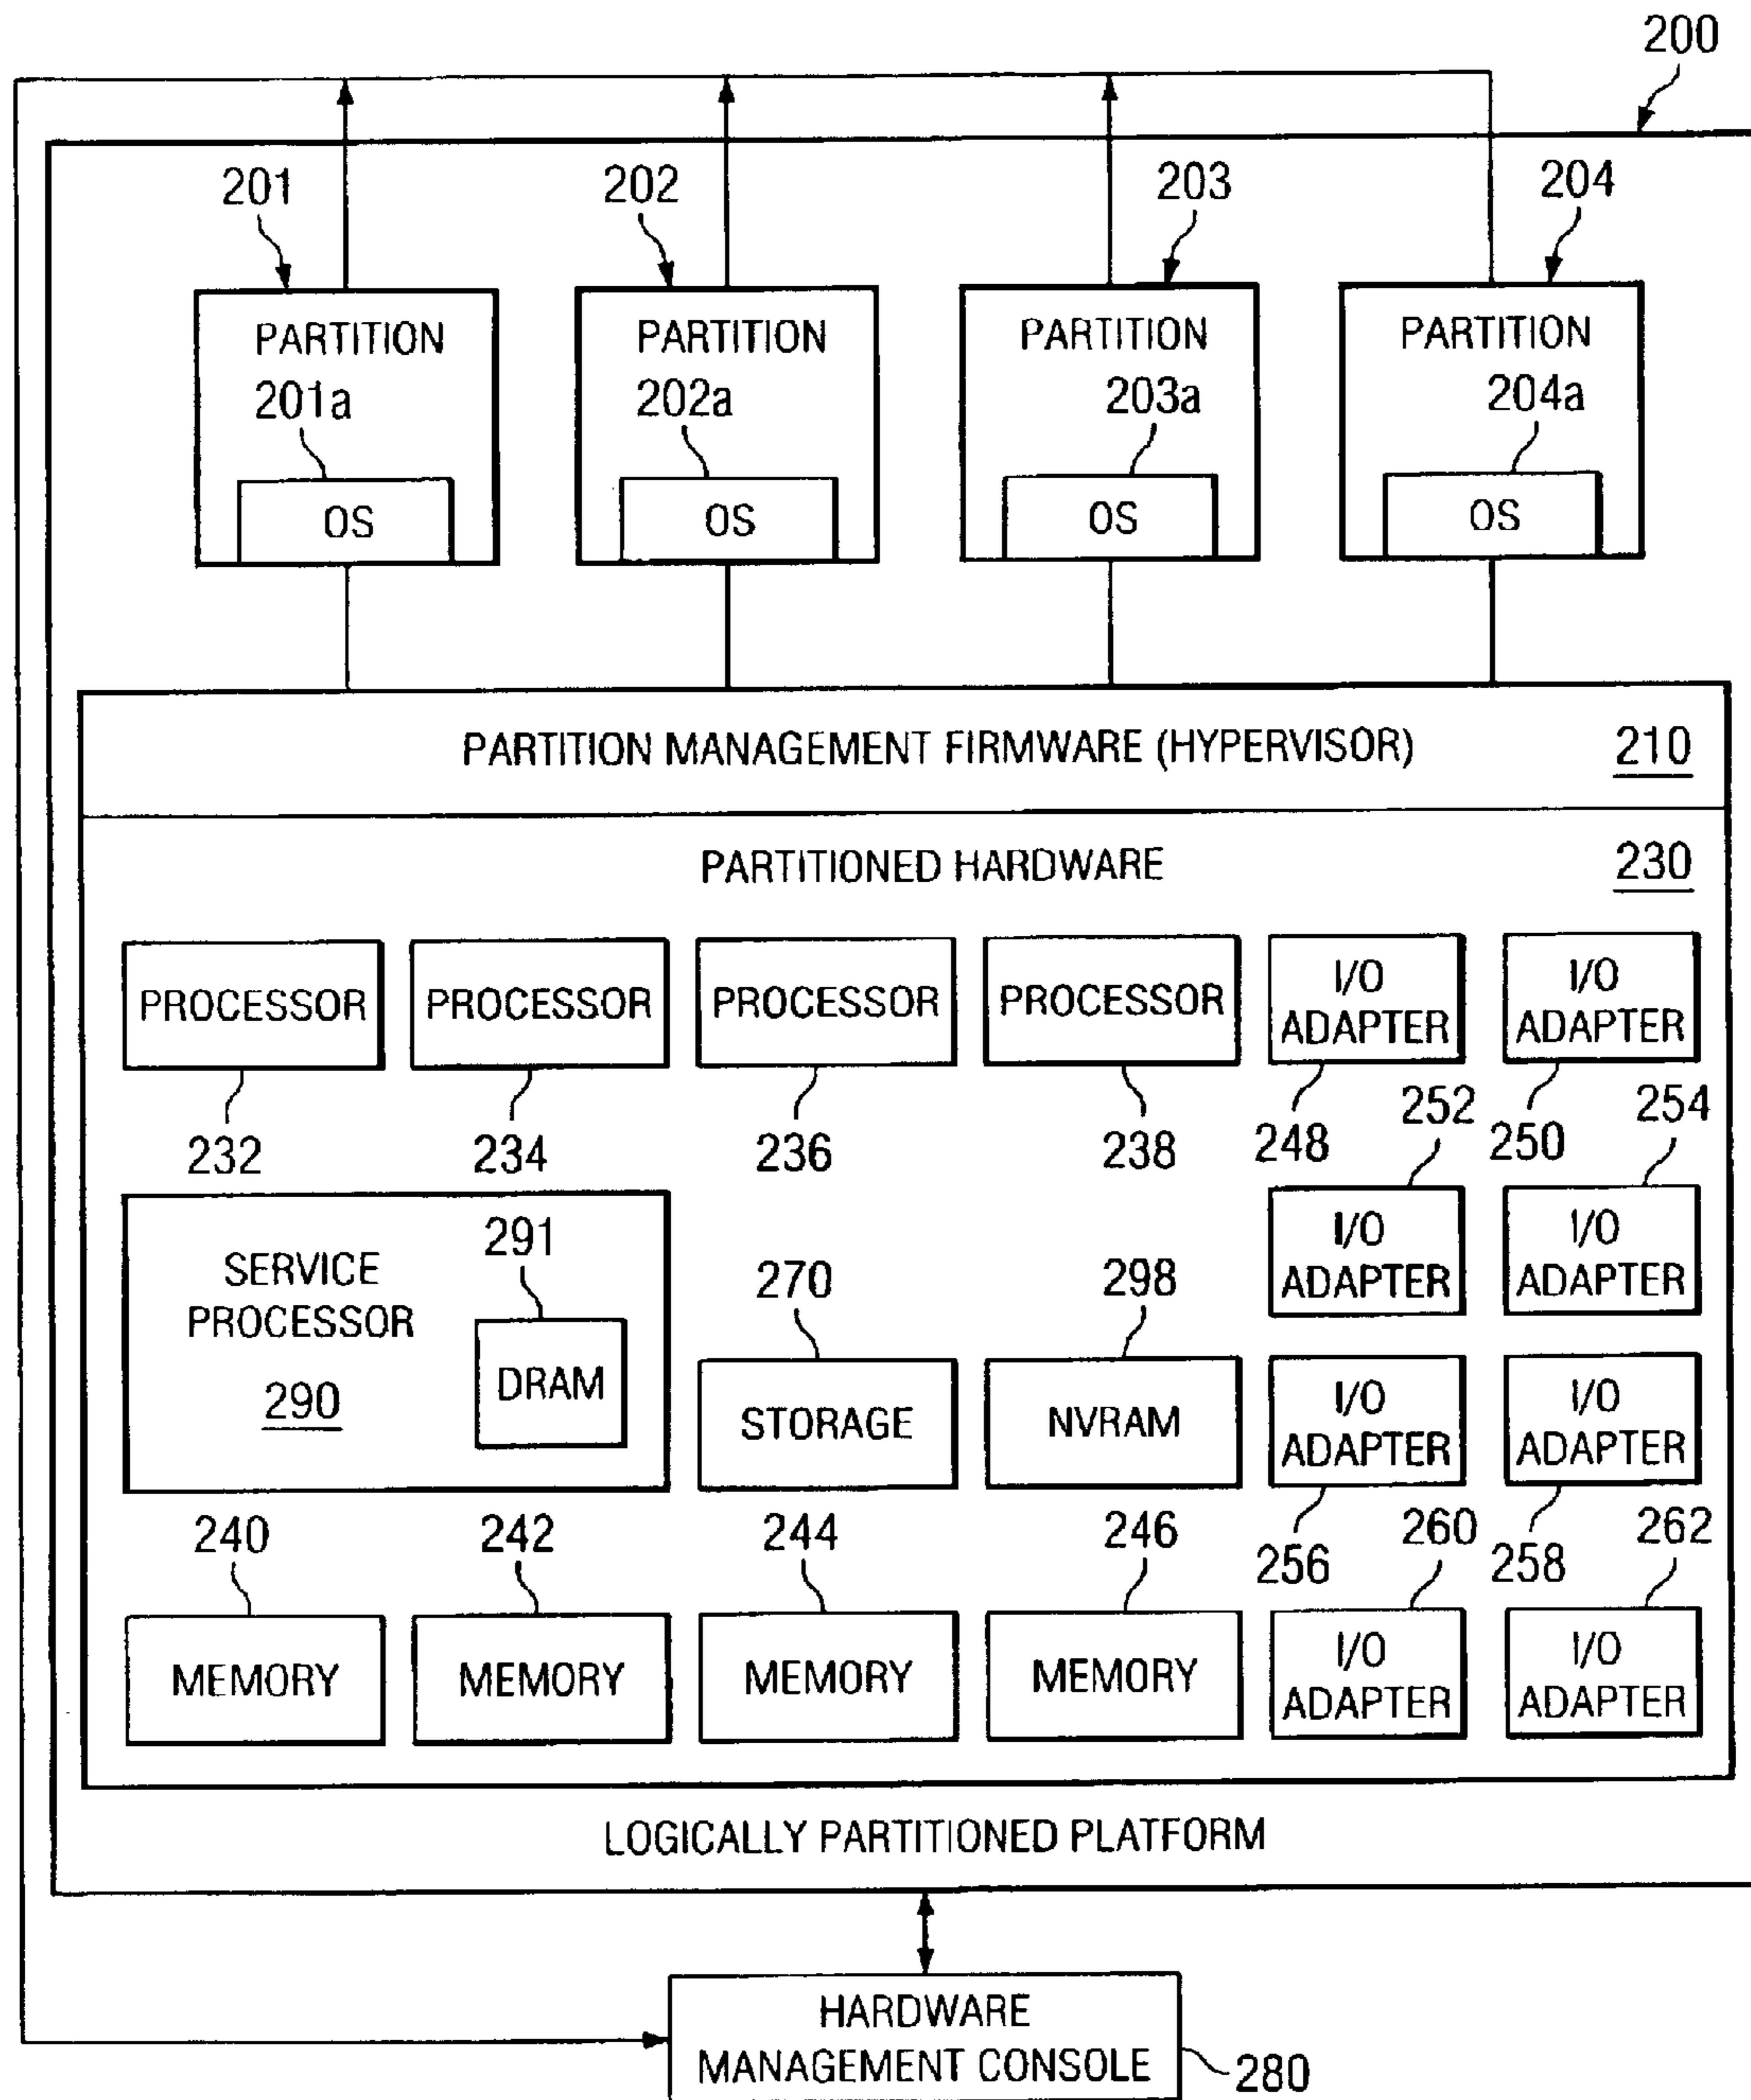 200
201
202
203
204
PARTITION
PARTITION
PARTITION
PARTITION
201a
202a
203a
204a
OS
OS
OS
OS
PARTITION MANAGEMENT FIRMWARE (HYPERVISOR)
210
PARTITIONED HARDWARE
230
PROCESSOR
PROCESSOR
PROCESSOR
PROCESSOR
I/O
ADAPTER
I/O
ADAPTER
232
234
236
238
248
252
250
254
SERVICE
PROCESSOR
290
291
DRAM
270
STORAGE
298
NVRAM
I/O
ADAPTER
I/O
ADAPTER
I/O
ADAPTER
I/O
ADAPTER
240
242
244
246
256
260
258
262
MEMORY
MEMORY
MEMORY
MEMORY
I/O
ADAPTER
I/O
ADAPTER
LOGICALLY PARTITIONED PLATFORM
HARDWARE
MANAGEMENT CONSOLE
280